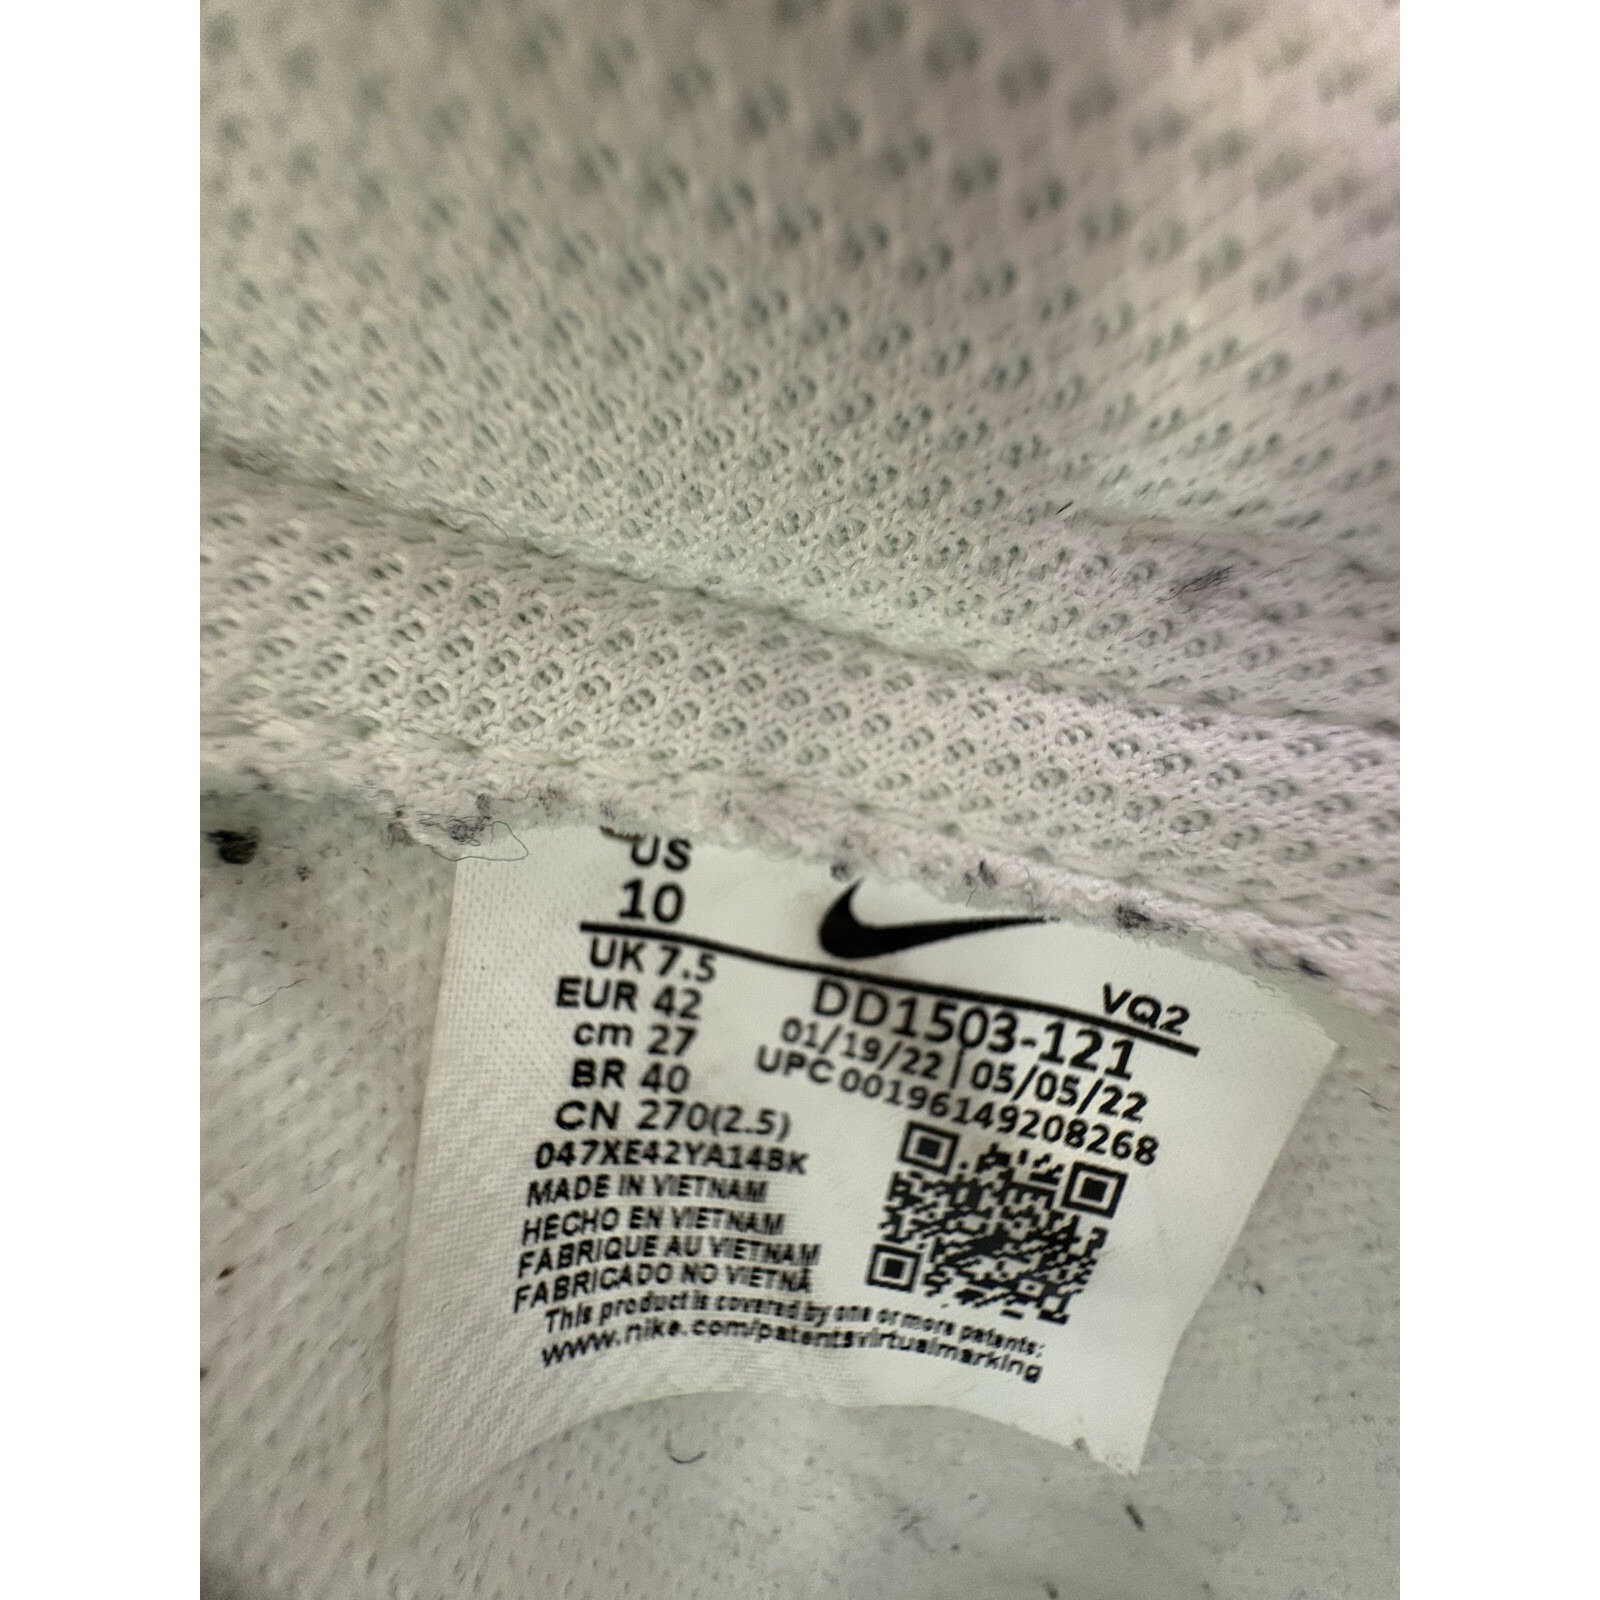 US
10
UK 7.5
EUR 42
cm 27
BR 40
CN 270(2.5)
047XE42YA14BK
MADE IN VIETNAM
HECHO EN VIETNAM
FABRIQUE AU VIETNAM
FABRICADO NO VIETNÃ
VQ2
DD1503-121
01/19/22 | 05/05/22
UPC 00196149208268
This product is covered by one or more patents:
www.nike.com/patentsvirtualmarking